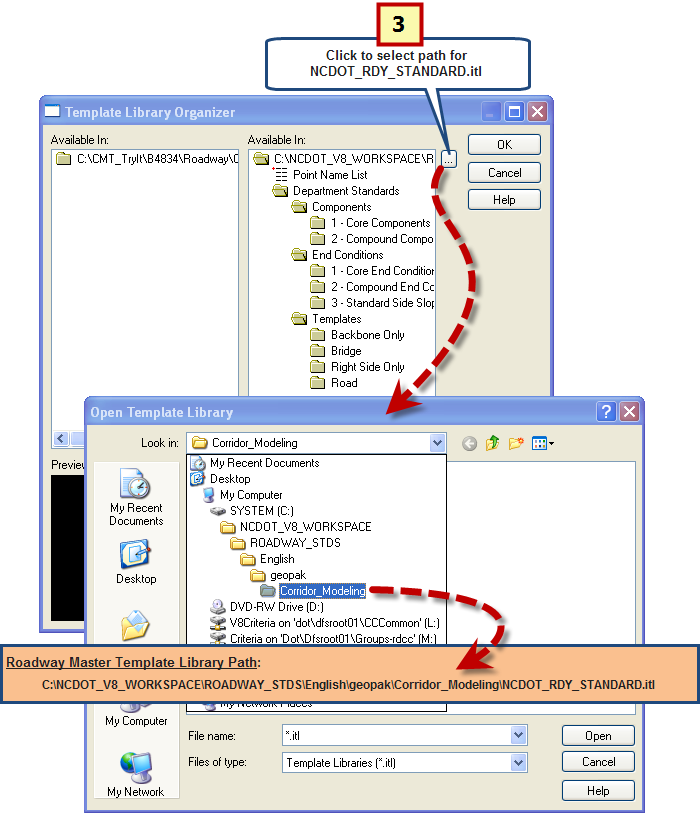 3
Click to select path for
NCDOT_RDY_STANDARD.itl
Template Library Organizer
Available In:
C:\CMT_TryIt\B4834\Roadway\C
Available In:
C:\NCDOT_V8_WORKSPACE\R
...
Point Name List
Department Standards
Components
1 - Core Components
2 - Compound Compo
End Conditions
1 - Core End Condition
2 - Compound End Co
3 - Standard Side Slop
Templates
Backbone Only
Bridge
Right Side Only
Road
OK
Cancel
Help
Preview
Open Template Library
Look in:
Corridor_Modeling
My Recent
Documents
Desktop
My Computer
My Network
My Recent Documents
Desktop
My Computer
SYSTEM (C:)
NCDOT_V8_WORKSPACE
ROADWAY_STDS
English
geopak
Corridor_Modeling
DVD-RW Drive (D:)
V8Criteria on 'dot\dfsroot01\CCCommon' (L:)
Criteria on 'Dot\Dfsroot01\Groups-rdcc' (M:)
Roadway Master Template Library Path:
C:\NCDOT_V8_WORKSPACE\ROADWAY_STDS\English\geopak\Corridor_Modeling\NCDOT_RDY_STANDARD.itl
My Network Places
File name:
*.itl
Open
Files of type:
Template Libraries (*.itl)
Cancel
Help